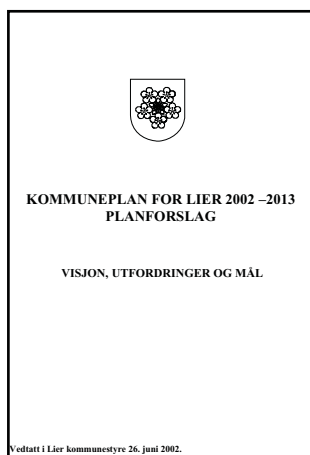 KOMMUNEPLAN FOR LIER 2002 –2013
PLANFORSLAG
VISJON, UTFORDRINGER OG MÅL
Vedtatt i Lier kommunestyre 26. juni 2002.